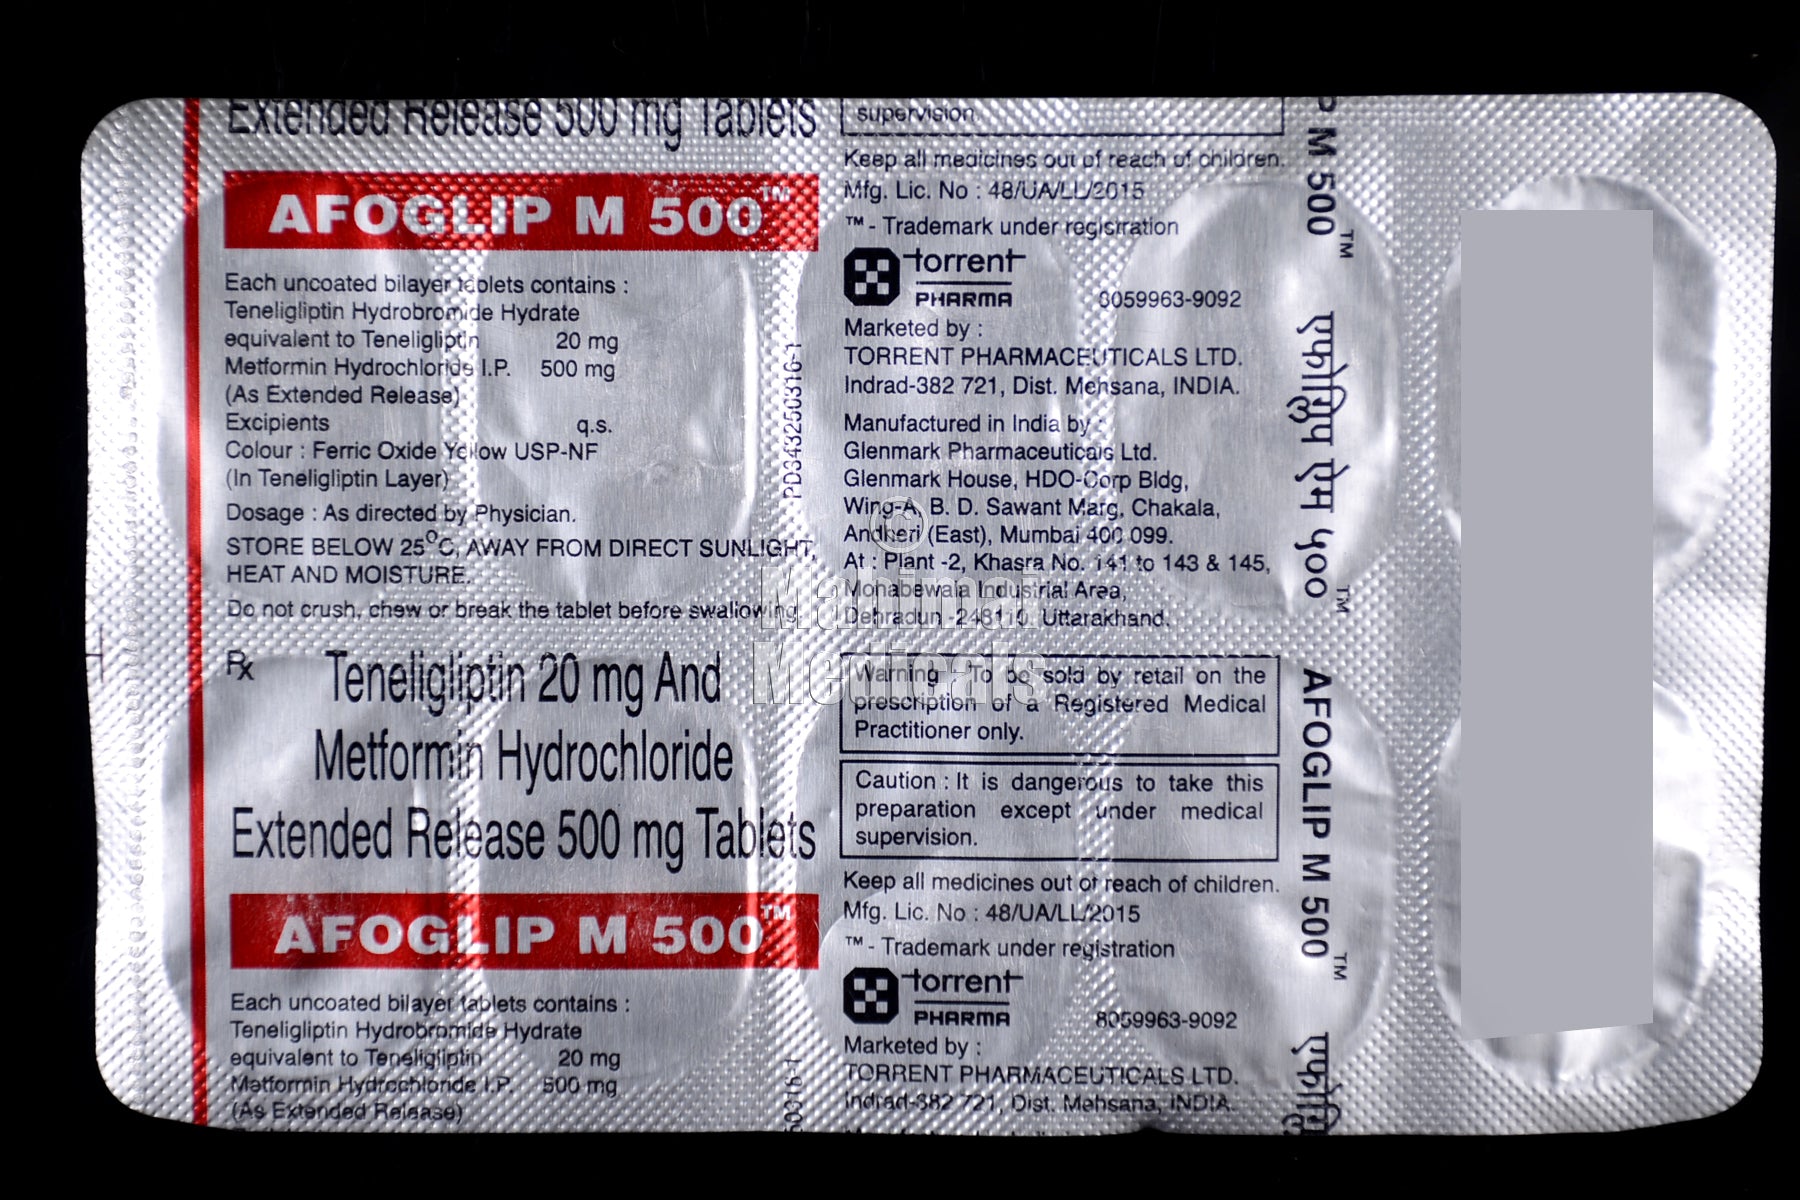 Extended Release 500 mg Tablets
AFOGLIP M 500™
Each uncoated bilayer tablets contains :
Teneligliptin Hydrobromide Hydrate
equivalent to Teneligliptin 20 mg
Metformin Hydrochloride I.P. 500 mg
(As Extended Release)
Excipients q.s.
Colour : Ferric Oxide Yellow USP-NF
(In Teneligliptin Layer)
Dosage : As directed by Physician.
STORE BELOW 25°C, AWAY FROM DIRECT SUNLIGHT,
HEAT AND MOISTURE.
Do not crush, chew or break the tablet before swallowing
Rx
Teneligliptin 20 mg And
Metformin Hydrochloride
Extended Release 500 mg Tablets
AFOGLIP M 500™
Each uncoated bilayer tablets contains :
Teneligliptin Hydrobromide Hydrate
equivalent to Teneligliptin 20 mg
Metformin Hydrochloride I.P. 500 mg
(As Extended Release)
PD34325O316-1
supervision.
Keep all medicines out of reach of children.
Mfg. Lic. No : 48/UA/LL/2015
™ - Trademark under registration
torrent
PHARMA 8059963-9092
Marketed by :
TORRENT PHARMACEUTICALS LTD.
Indrad-382 721, Dist. Mehsana, INDIA.
Manufactured in India by :
Glenmark Pharmaceuticals Ltd.
Glenmark House, HDO-Corp Bldg,
Wing-A, B. D. Sawant Marg, Chakala,
Andheri (East), Mumbai 400 099.
At : Plant -2, Khasra No. 141 to 143 & 145,
Mohabewala Industrial Area,
Dehradun -248110. Uttarakhand.
Warning : To be sold by retail on the
prescription of a Registered Medical
Practitioner only.
Caution : It is dangerous to take this
preparation except under medical
supervision.
Keep all medicines out of reach of children.
Mfg. Lic. No : 48/UA/LL/2015
™ - Trademark under registration
torrent
PHARMA 8059963-9092
Marketed by :
TORRENT PHARMACEUTICALS LTD.
Indrad-382 721, Dist. Mehsana, INDIA.
P M 500™
एफोग्लिप एम ५००™
AFOGLIP M 500™
एफोग्लि
©
Mahimai
Medicals